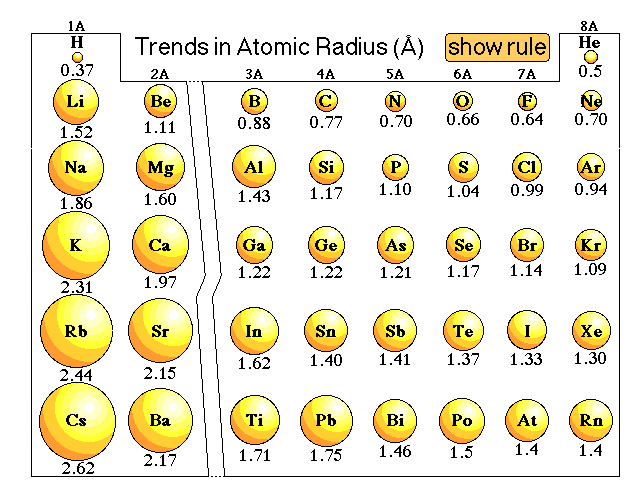 1A 8A
H Trends in Atomic Radius (Å) show rule He
0.37 0.5
2A 3A 4A 5A 6A 7A
Li Be B C N O F Ne
1.52 1.11 0.88 0.77 0.70 0.66 0.64 0.70
Na Mg Al Si P S Cl Ar
1.86 1.60 1.43 1.17 1.10 1.04 0.99 0.94
K Ca Ga Ge As Se Br Kr
2.31 1.97 1.22 1.22 1.21 1.17 1.14 1.09
Rb Sr In Sn Sb Te I Xe
2.44 2.15 1.62 1.40 1.41 1.37 1.33 1.30
Cs Ba Ti Pb Bi Po At Rn
2.62 2.17 1.71 1.75 1.46 1.5 1.4 1.4